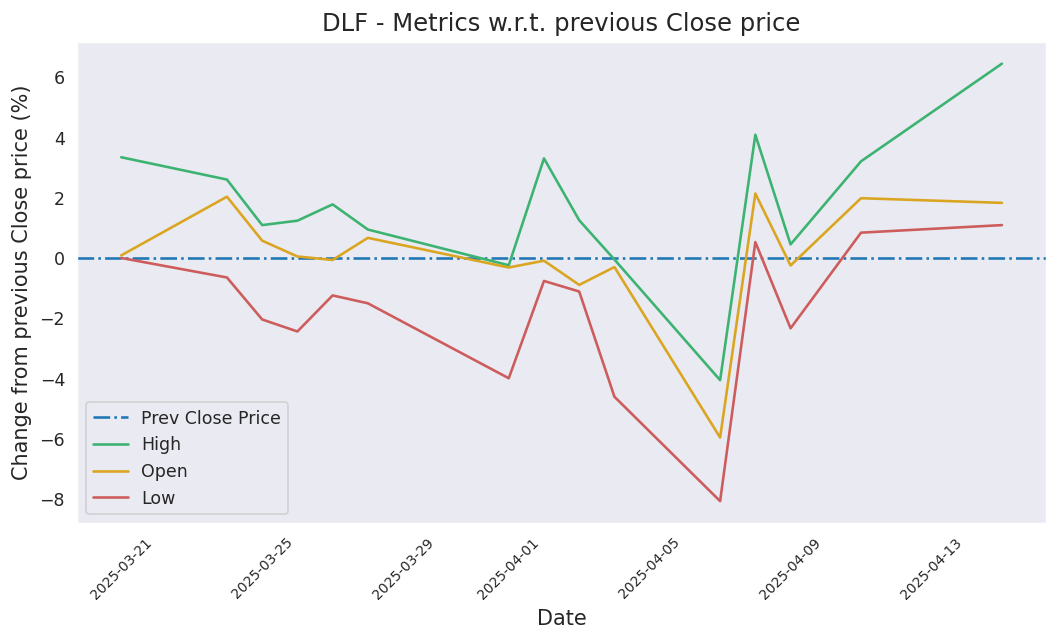 DLF - Metrics w.r.t. previous Close price
Change from previous Close price (%)
6
4
2
0
−2
−4
−6
−8
Prev Close Price
High
Open
Low
2025-03-21
2025-03-25
2025-03-29
2025-04-01
2025-04-05
2025-04-09
2025-04-13
Date